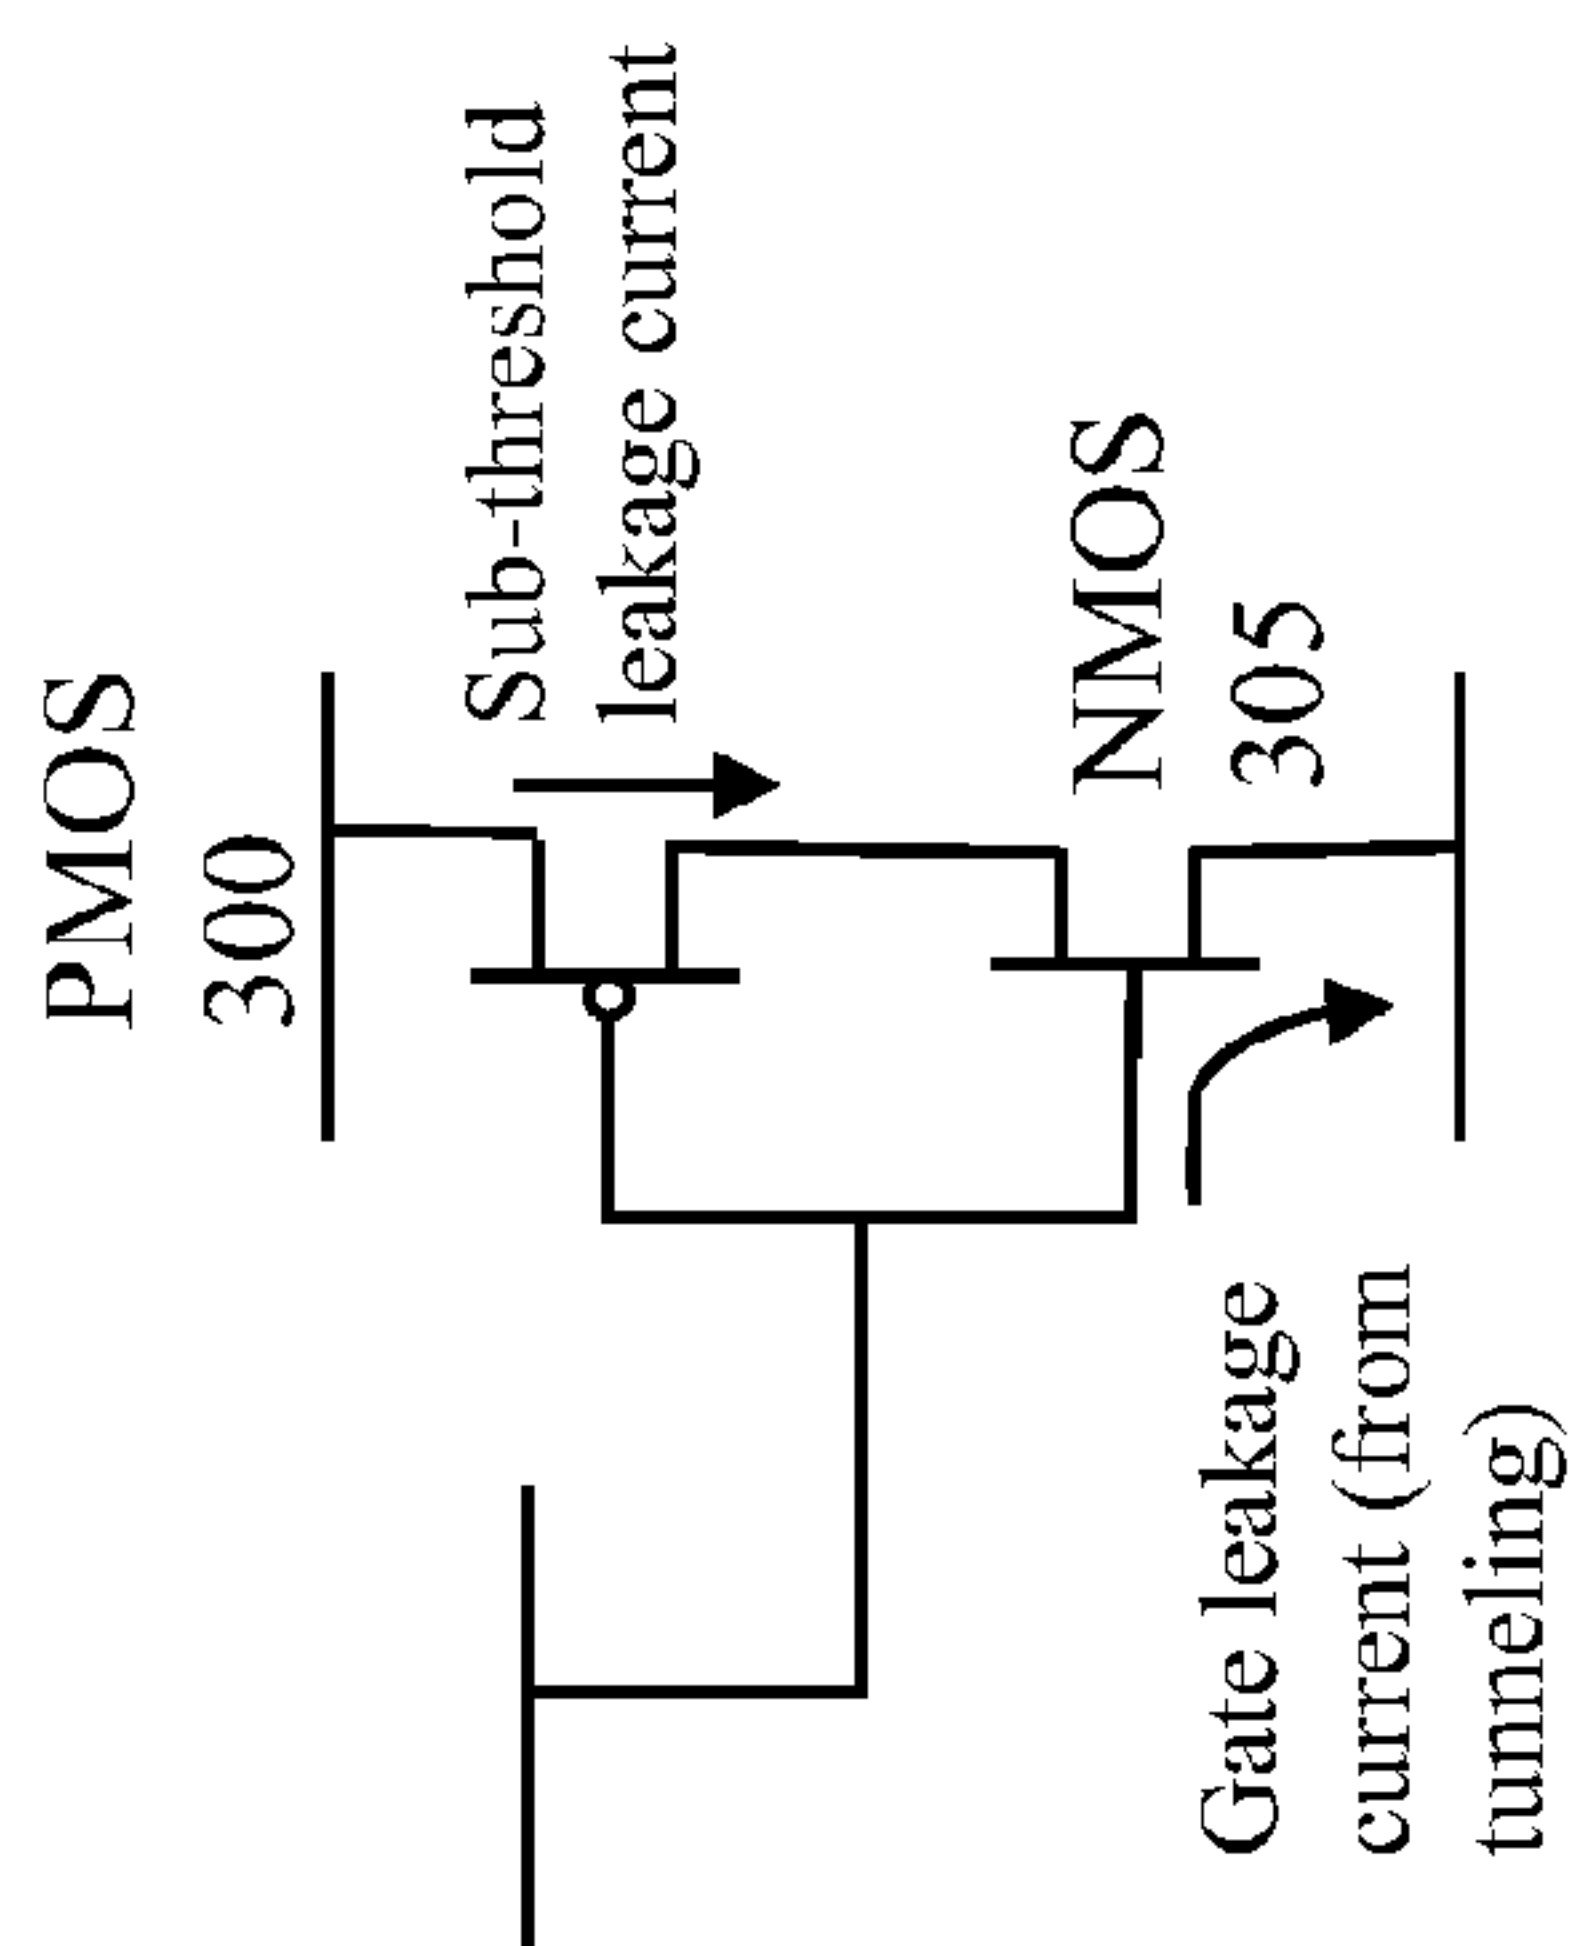 PMOS
300
Sub-threshold
leakage current
NMOS
305
Gate leakage
current (from
tunneling)